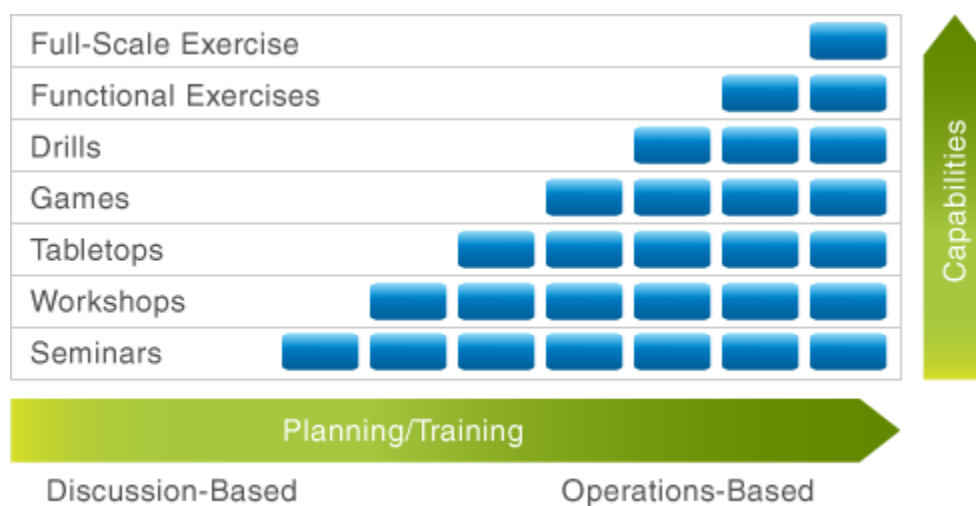 Full-Scale Exercise
Functional Exercises
Drills
Games
Tabletops
Workshops
Seminars
Capabilities
Planning/Training
Discussion-Based
Operations-Based